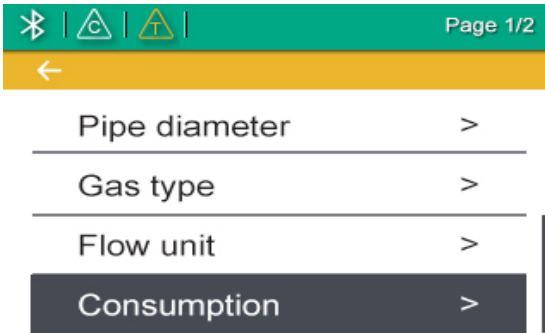 C T Page 1/2
Pipe diameter >
Gas type >
Flow unit >
Consumption >